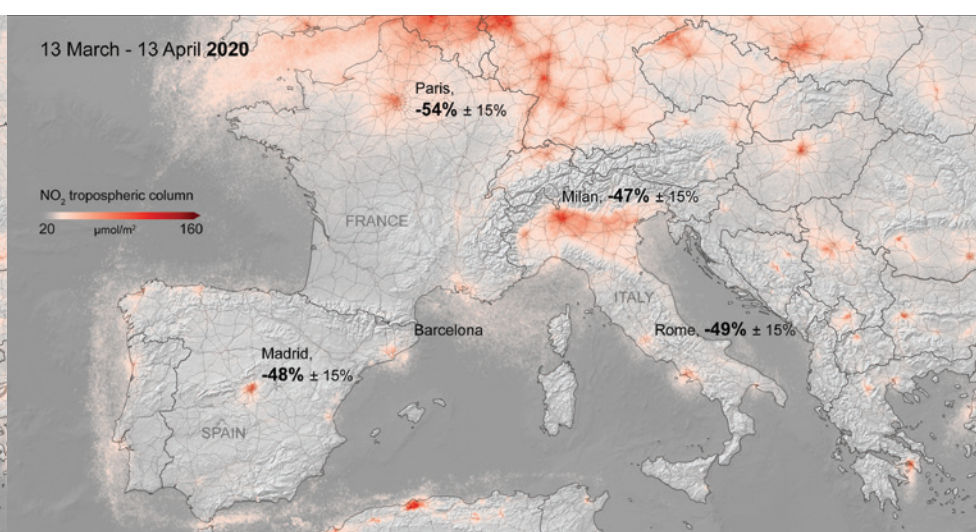 13 March - 13 April 2020
Paris,
-54% ± 15%
NO₂ tropospheric column
20 µmol/m² 160
Milan, -47% ± 15%
FRANCE
ITALY
Barcelona
Rome, -49% ± 15%
Madrid,
-48% ± 15%
SPAIN